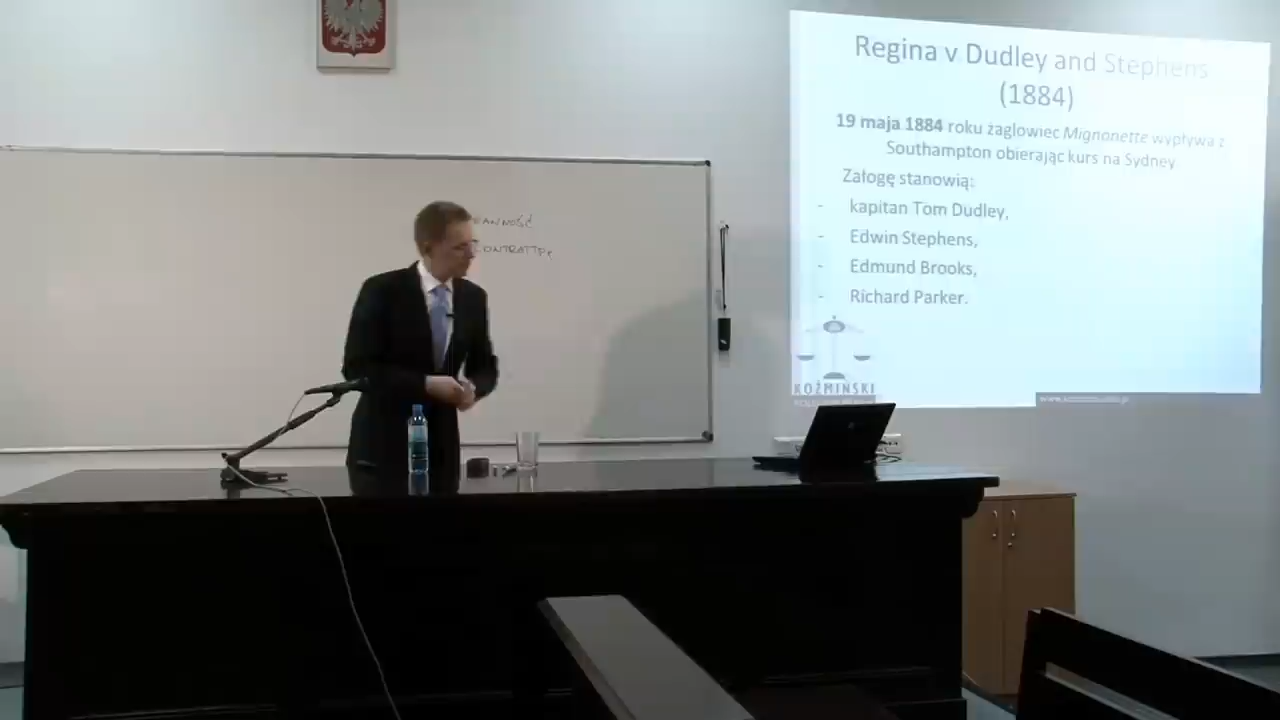 Regina v Dudley and Stephens
(1884)
19 maja 1884 roku żaglowiec Mignonette wypływa z
Southampton obierając kurs na Sydney
Załogę stanowią:
- kapitan Tom Dudley,
- Edwin Stephens,
- Edmund Brooks,
- Richard Parker.
KOŹMINSKI